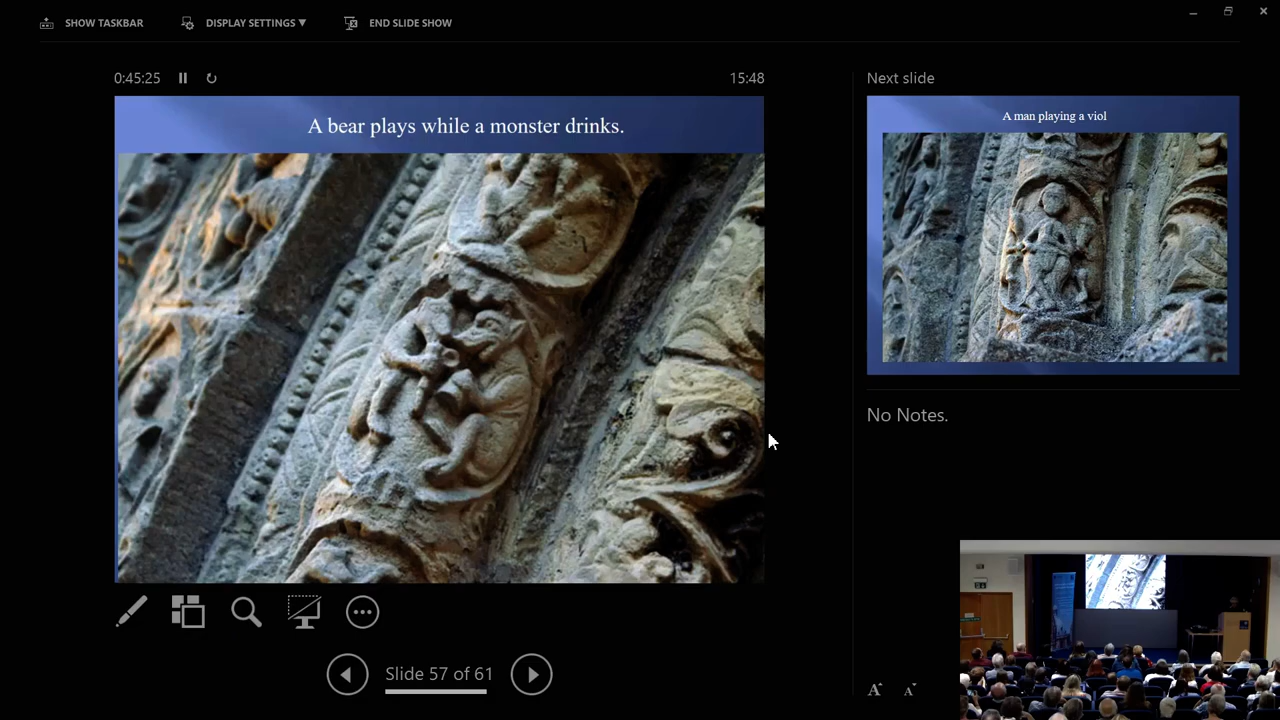 SHOW TASKBAR
DISPLAY SETTINGS ▼
END SLIDE SHOW
0:45:25
15:48
Next slide
A bear plays while a monster drinks.
A man playing a viol
No Notes.
Slide 57 of 61
A A